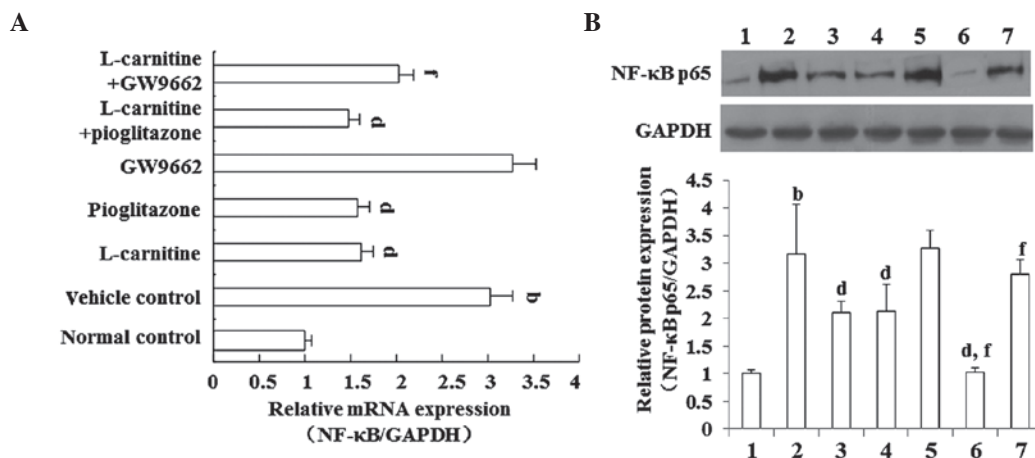 A
L-carnitine
+GW9662
f
L-carnitine
+pioglitazone
d
GW9662
Pioglitazone
d
L-carnitine
d
Vehicle control
b
Normal control
0 0.5 1 1.5 2 2.5 3 3.5 4
Relative mRNA expression
(NF-κB/GAPDH)
B
1 2 3 4 5 6 7
NF-κB p65
GAPDH
Relative protein expression
(NF-κBp65/GAPDH)
4.5
4
3.5
3
2.5
2
1.5
1
0.5
0
b
d
d
d, f
f
1 2 3 4 5 6 7